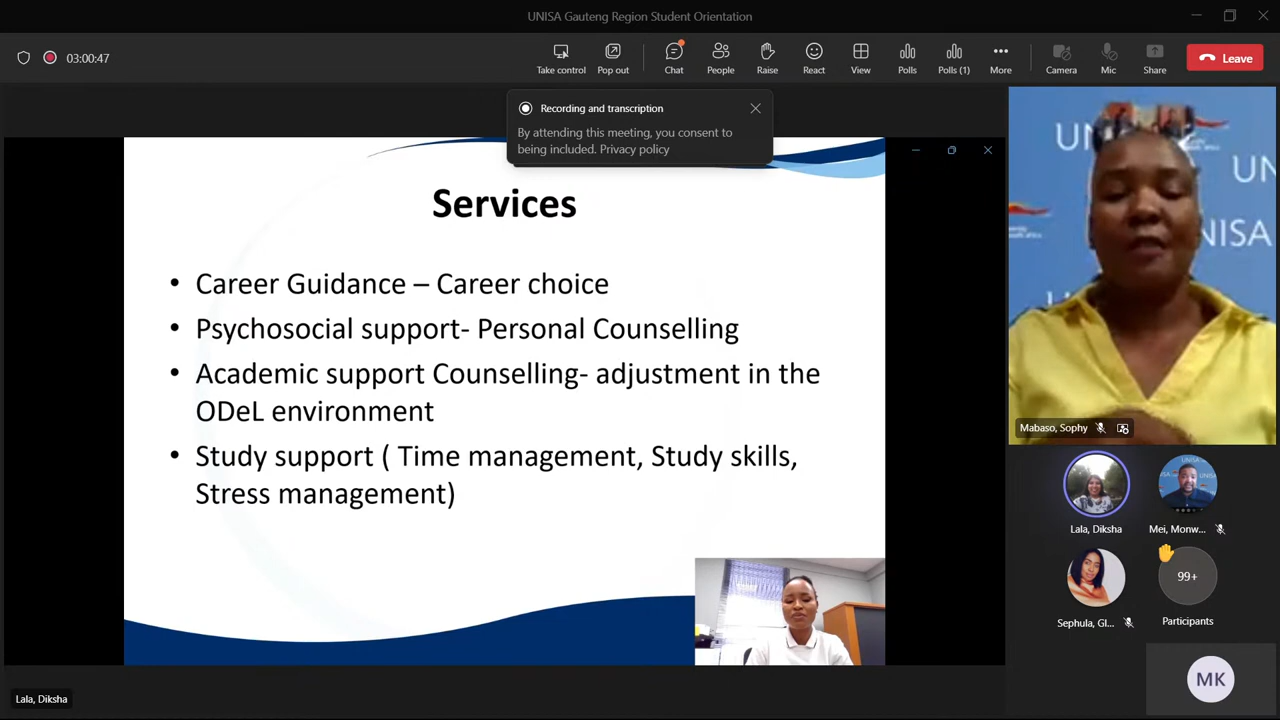 UNISA Gauteng Region Student Orientation
03:00:47
Take control
Pop out
Chat
People
Raise
React
View
Polls
Polls (1)
More
Camera
Mic
Share
Leave
Recording and transcription
By attending this meeting, you consent to
being included. Privacy policy
Services
• Career Guidance – Career choice
• Psychosocial support- Personal Counselling
• Academic support Counselling- adjustment in the
ODeL environment
• Study support ( Time management, Study skills,
Stress management)
UN
UN
NISA
Mabaso, Sophy
Lala, Diksha
Mei, Monw...
Sephula, Gl...
99+
Participants
MK
Lala, Diksha